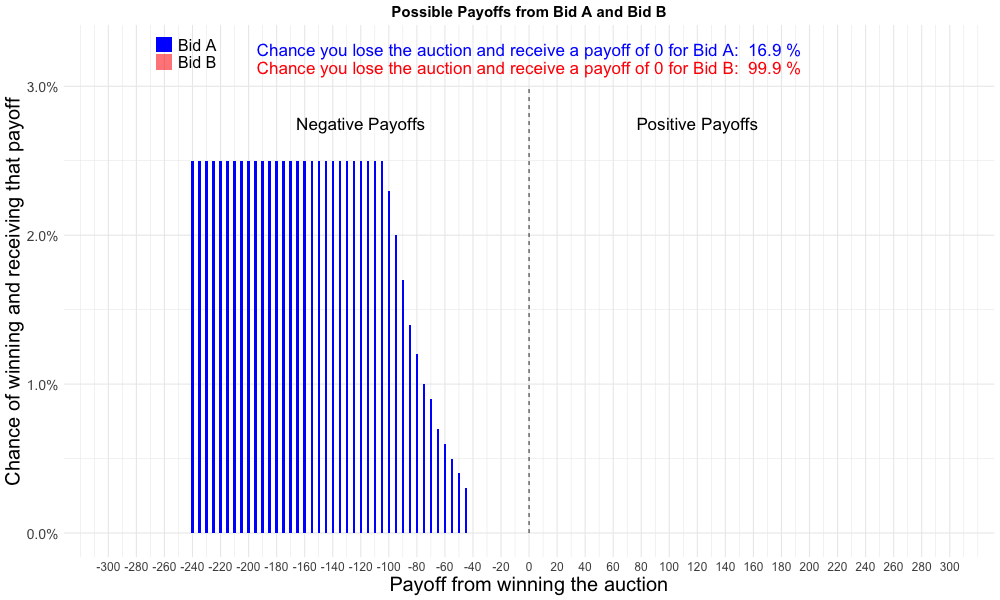 Possible Payoffs from Bid A and Bid B
Bid A
Bid B
Chance you lose the auction and receive a payoff of 0 for Bid A: 16.9 %
Chance you lose the auction and receive a payoff of 0 for Bid B: 99.9 %
Negative Payoffs
Positive Payoffs
Chance of winning and receiving that payoff
3.0%
2.0%
1.0%
0.0%
-300 -280 -260 -240 -220 -200 -180 -160 -140 -120 -100 -80 -60 -40 -20 0 20 40 60 80 100 120 140 160 180 200 220 240 260 280 300
Payoff from winning the auction